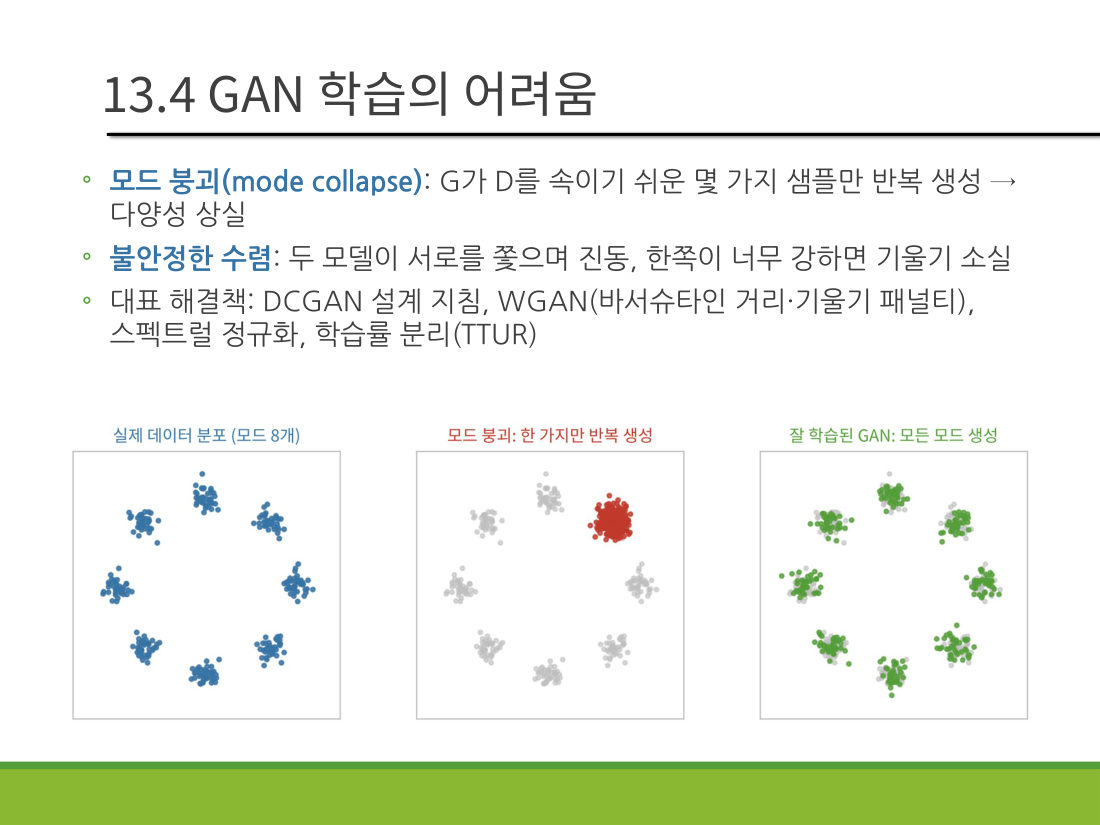 13.4 GAN 학습의 어려움
모드 붕괴(mode collapse): G가 D를 속이기 쉬운 몇 가지 샘플만 반복 생성 →
다양성 상실
불안정한 수렴: 두 모델이 서로를 쫓으며 진동, 한쪽이 너무 강하면 기울기 소실
대표 해결책: DCGAN 설계 지침, WGAN(바서슈타인 거리·기울기 패널티),
스펙트럴 정규화, 학습률 분리(TTUR)
실제 데이터 분포 (모드 8개)
모드 붕괴: 한 가지만 반복 생성
잘 학습된 GAN: 모든 모드 생성